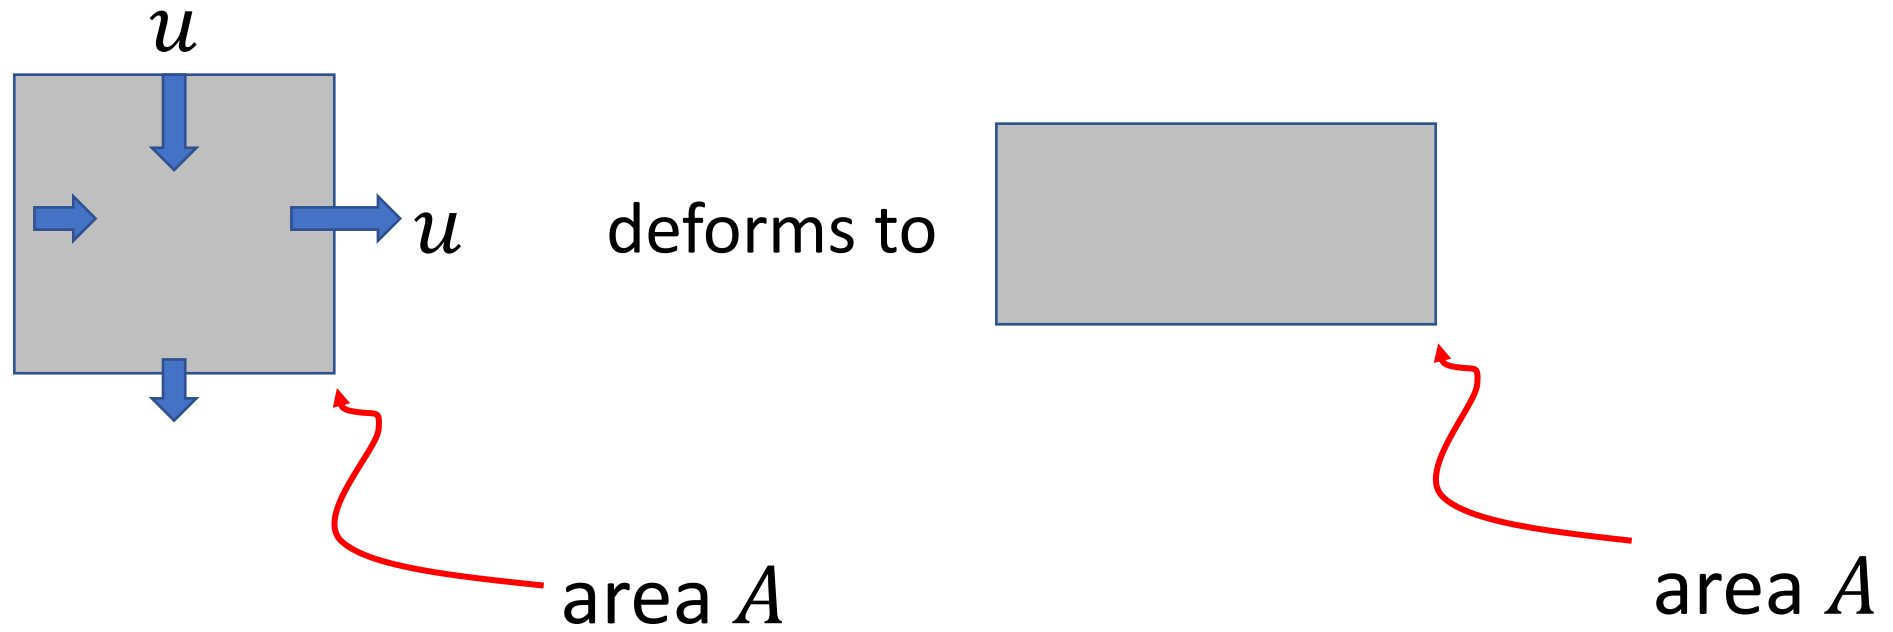 𝑢
𝑢
deforms to
area 𝐴
area 𝐴